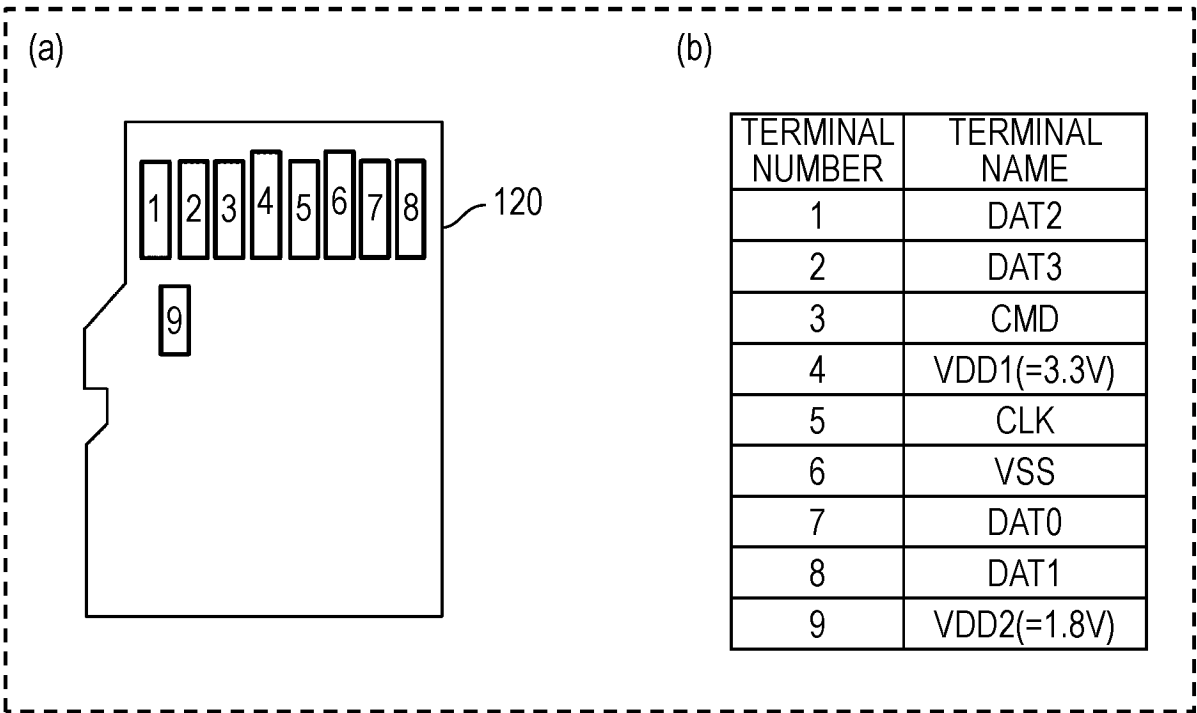 (a)
1 2 3 4 5 6 7 8
120
9
(b)
TERMINAL NUMBER TERMINAL NAME
1 DAT2
2 DAT3
3 CMD
4 VDD1(=3.3V)
5 CLK
6 VSS
7 DAT0
8 DAT1
9 VDD2(=1.8V)